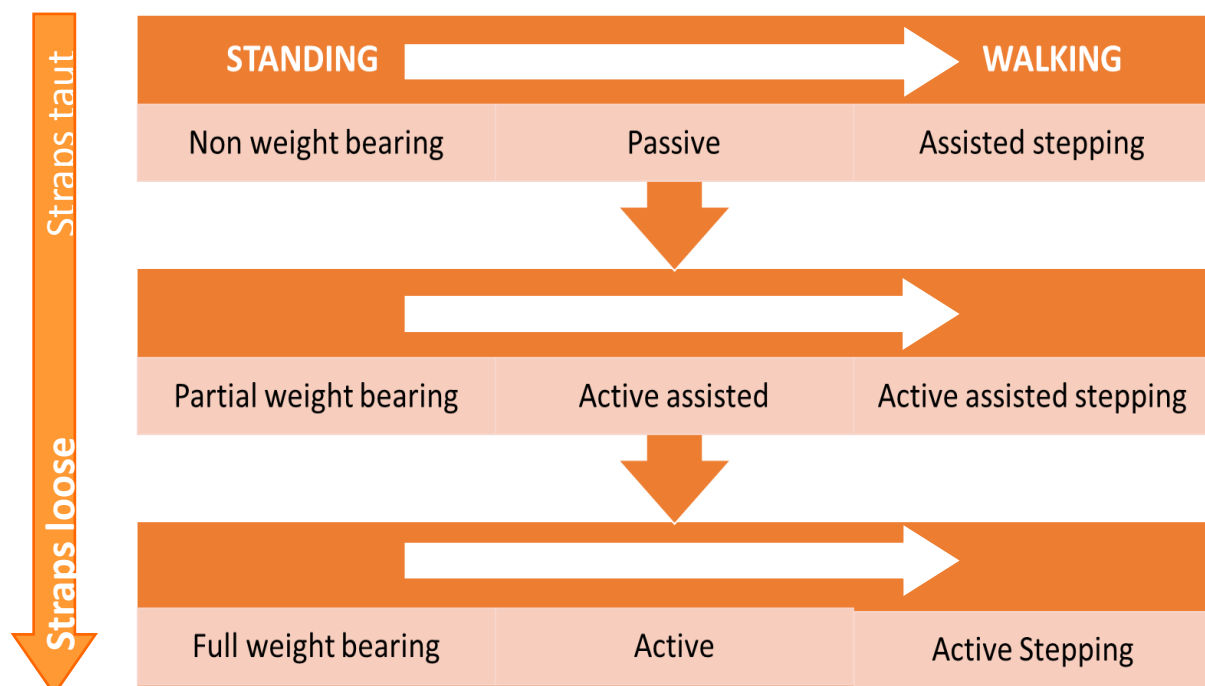 Straps taut
STANDING
WALKING
Non weight bearing
Passive
Assisted stepping
Partial weight bearing
Active assisted
Active assisted stepping
Straps loose
Full weight bearing
Active
Active Stepping